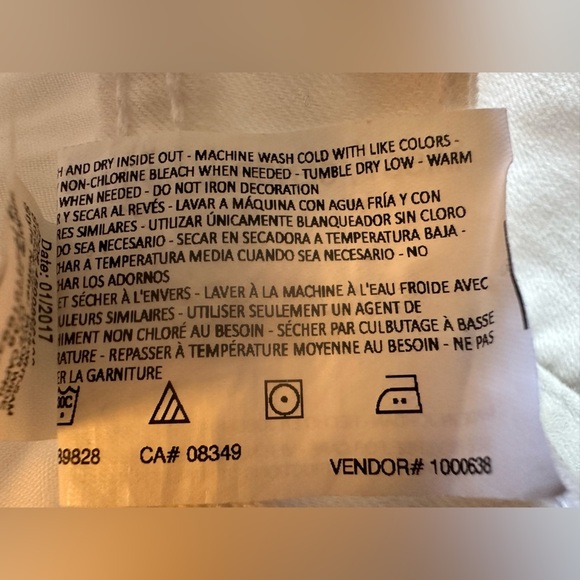 H AND DRY INSIDE OUT - MACHINE WASH COLD WITH LIKE COLORS -
NON-CHLORINE BLEACH WHEN NEEDED - TUMBLE DRY LOW - WARM
WHEN NEEDED - DO NOT IRON DECORATION
R Y SECAR AL REVÉS - LAVAR A MÁQUINA CON AGUA FRÍA Y CON
RES SIMILARES - UTILIZAR ÚNICAMENTE BLANQUEADOR SIN CLORO
DO SEA NECESARIO - SECAR EN SECADORA A TEMPERATURA BAJA -
HAR A TEMPERATURA MEDIA CUANDO SEA NECESARIO - NO
HAR LOS ADORNOS
ET SÉCHER À L'ENVERS - LAVER À LA MACHINE À L'EAU FROIDE AVEC
ULEURS SIMILAIRES - UTILISER SEULEMENT UN AGENT DE
HIMENT NON CHLORÉ AU BESOIN - SÉCHER PAR CULBUTAGE À BASSE
RATURE - REPASSER À TEMPÉRATURE MOYENNE AU BESOIN - NE PAS
ER LA GARNITURE
39828 CA# 08349
VENDOR# 1000638
Date: 01/2017